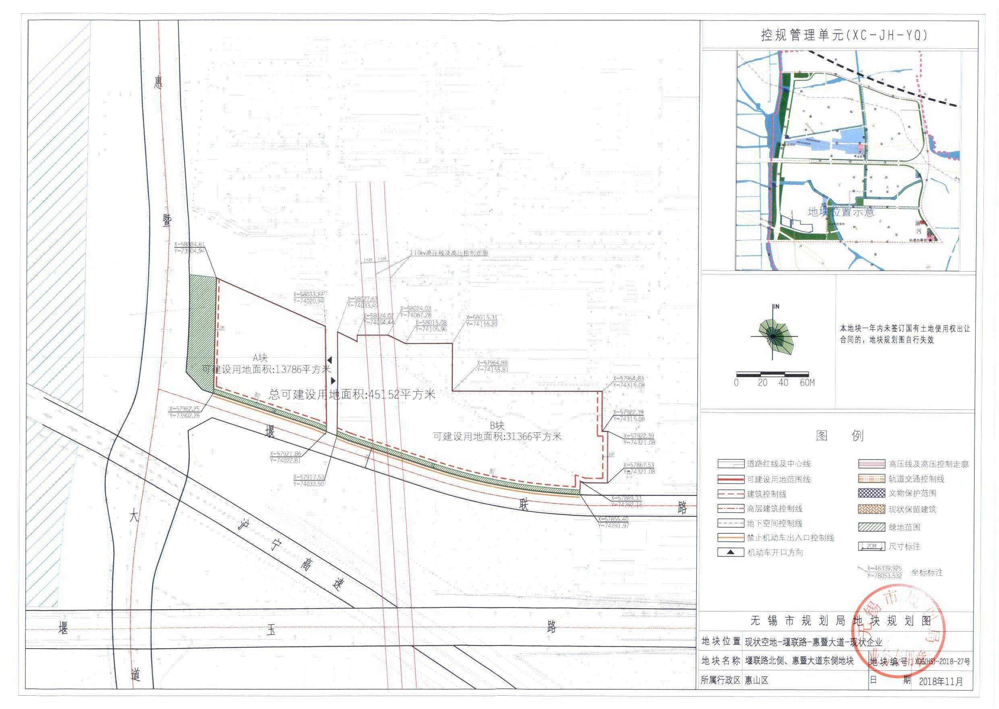 控规管理单元(XC-JH-YQ)
惠
暨
大
道
X=58084.61
Y=73904.94
110kv高压线及高压控制走廊
15M 15M
X=58033.27
Y=74020.94
X=58027.63
Y=74033.49
X=58024.02
Y=74054.44
X=58024.03
Y=74087.28
X=58015.08
Y=74105.96
X=58015.31
Y=74155.20
3M
A块
可建设用地面积:13786平方米
X=57964.88
Y=74155.81
X=57964.83
Y=74315.08
总可建设用地面积:45152平方米
3M
X=57962.25
Y=73902.26
X=57922.39
Y=74315.08
B块
可建设用地面积:31366平方米
X=57922.39
Y=74321.08
X=57921.86
Y=74022.81
5M
X=57917.53
Y=74033.50
3M
X=57867.53
Y=74321.08
X=57869.33
Y=74292.16
X=57855.40
Y=74291.97
堰
联
路
沪
宁
高
速
堰
玉
路
地块位置示意
油
污
公
街道办事处
N
0 20 40 60M
本地块一年内未签订国有土地使用权出让
合同的，地块规划图自行失效
图 例
道路红线及中心线
可建设用地范围线
建筑控制线
高层建筑控制线
地下空间控制线
禁止机动车出入口控制线
机动车开口方向
高压线及高压控制走廊
轨道交通控制线
文物保护范围
现状保留建筑
绿地范围
20M 尺寸标注
X=46339.925
Y=78053.532
坐标标注
无锡市规划局地块规划图
地块位置 现状空地-堰联路-惠暨大道-现状企业
地块名称 堰联路北侧、惠暨大道东侧地块 地块编号 XDG(HS)-2018-27号
所属行政区 惠山区 日期 2018年11月
无锡市规划局